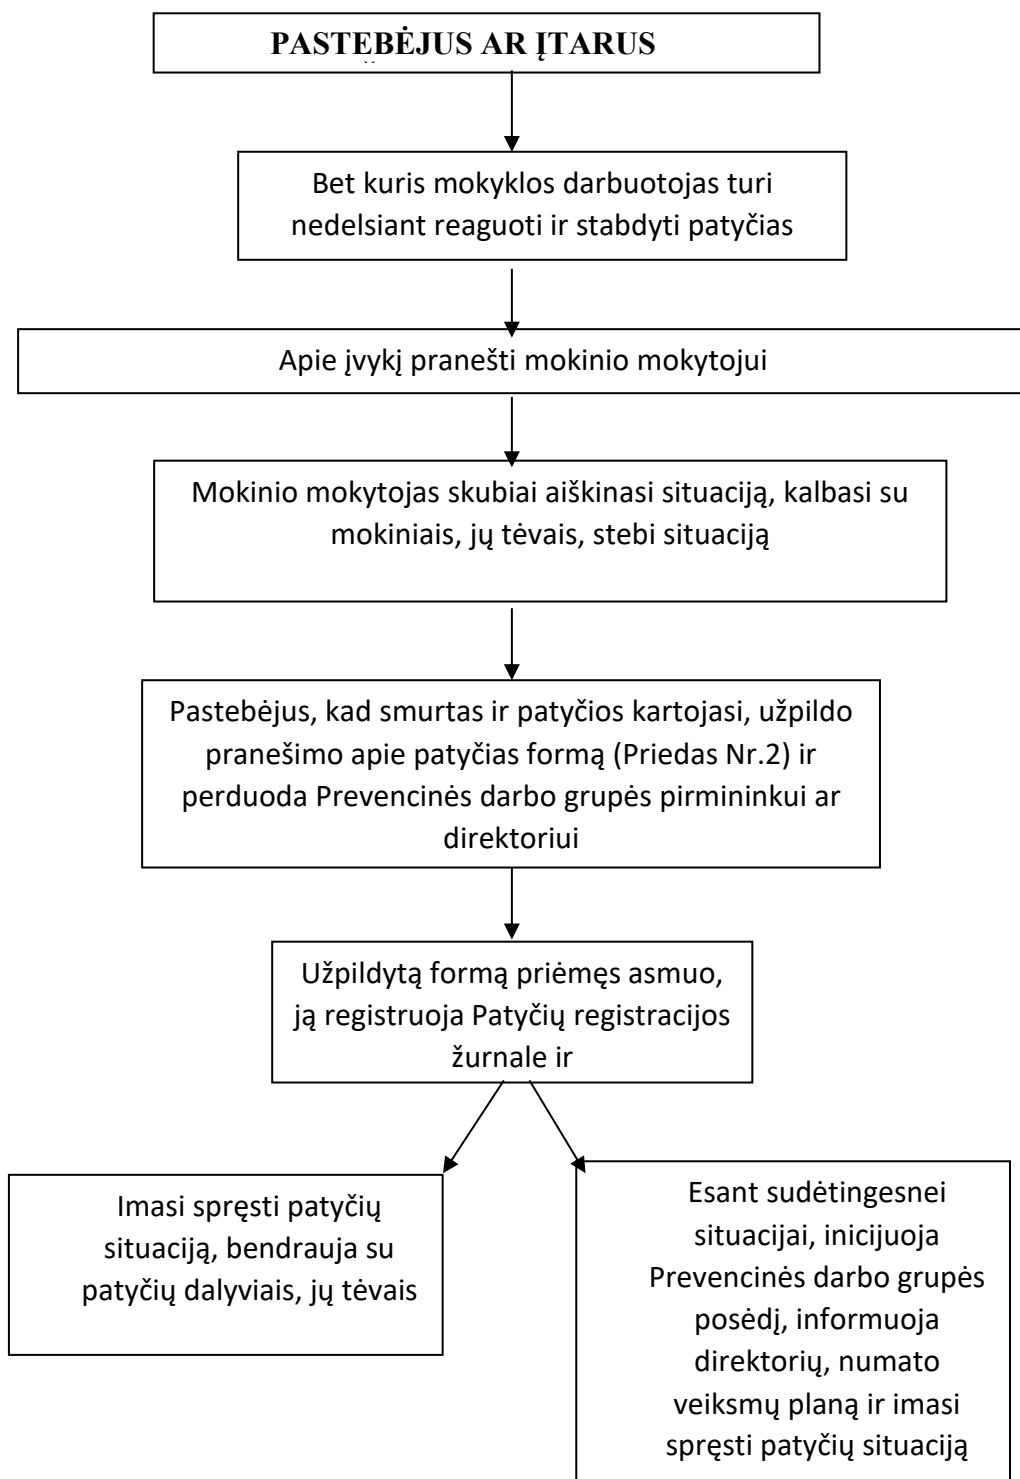 PASTEBĖJUS AR ĮTARUS
Bet kuris mokyklos darbuotojas turi
nedelsiant reaguoti ir stabdyti patyčias
Apie įvykį pranešti mokinio mokytojui
Mokinio mokytojas skubiai aiškinasi situaciją, kalbasi su
mokiniais, jų tėvais, stebi situaciją
Pastebėjus, kad smurtas ir patyčios kartojasi, užpildo
pranešimo apie patyčias formą (Priedas Nr.2) ir
perduoda Prevencinės darbo grupės pirmininkui ar
direktoriui
Užpildytą formą priėmęs asmuo,
ją registruoja Patyčių registracijos
žurnale ir
Imasi spręsti patyčių
situaciją, bendrauja su
patyčių dalyviais, jų tėvais
Esant sudėtingesnei
situacijai, inicijuoja
Prevencinės darbo grupės
posėdį, informuoja
direktorių, numato
veiksmų planą ir imasi
spręsti patyčių situaciją